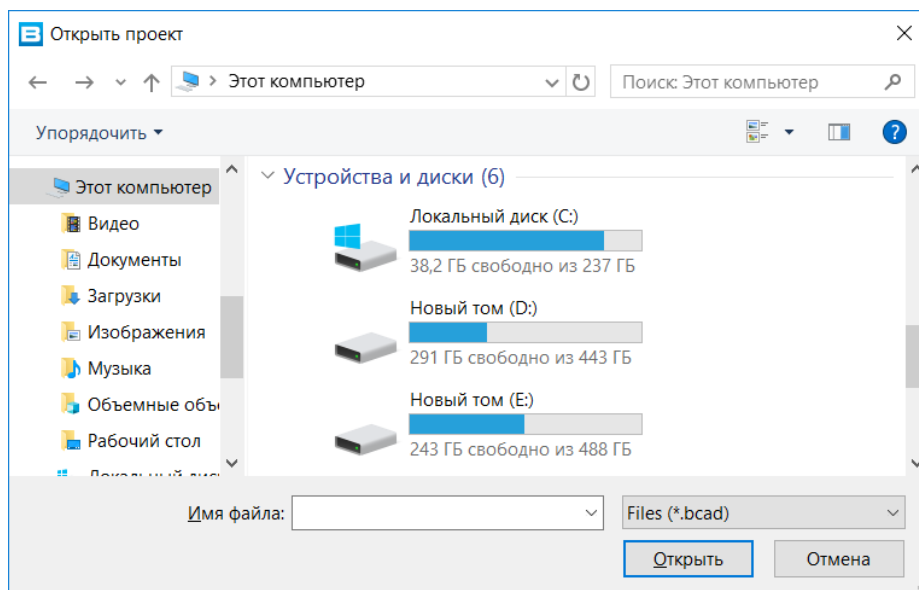 Открыть проект
Этот компьютер
Поиск: Этот компьютер
Упорядочить
Этот компьютер
Видео
Документы
Загрузки
Изображения
Музыка
Объемные объ
Рабочий стол
Локальный дис
Устройства и диски (6)
Локальный диск (C:)
38,2 ГБ свободно из 237 ГБ
Новый том (D:)
291 ГБ свободно из 443 ГБ
Новый том (E:)
243 ГБ свободно из 488 ГБ
Имя файла:
Files (*.bcad)
Открыть
Отмена